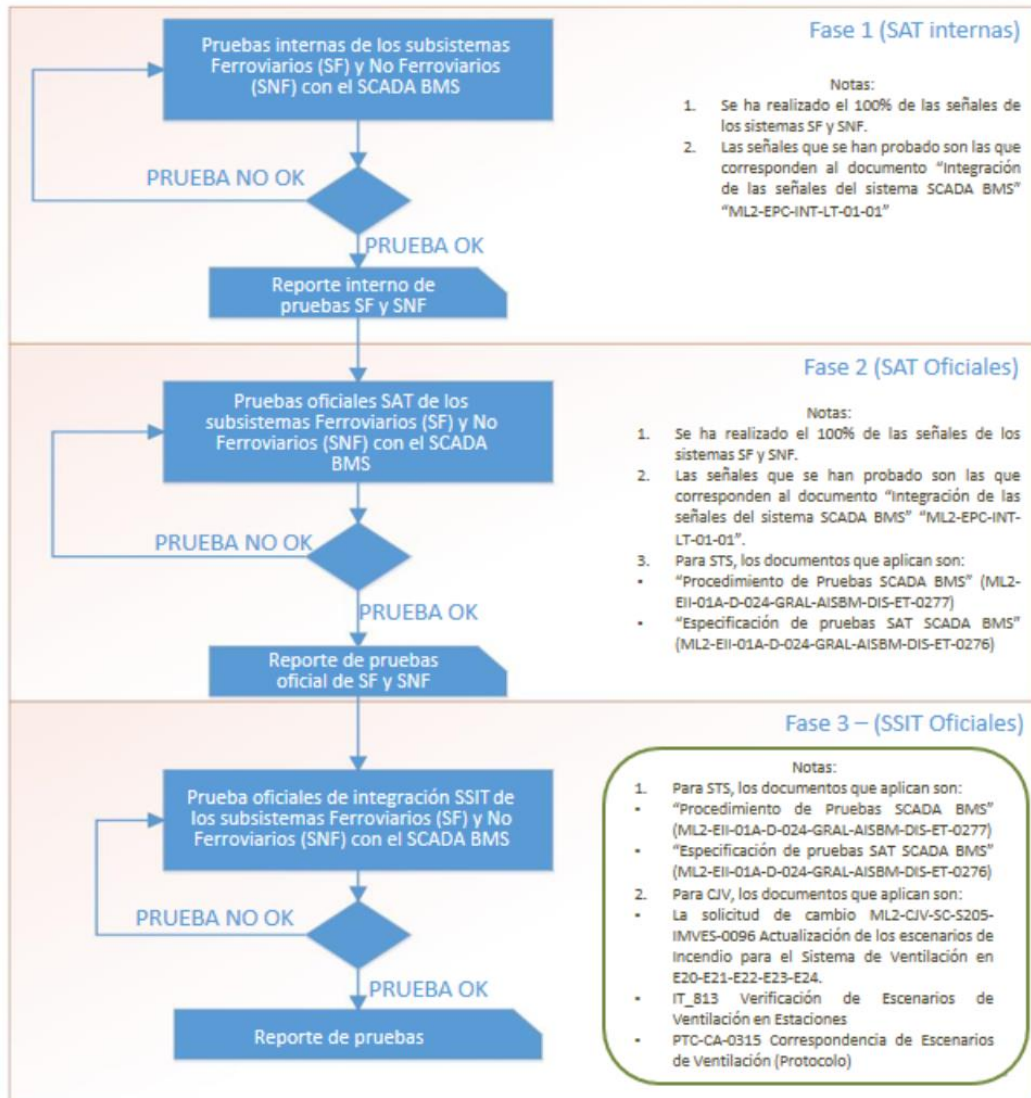 Fase 1 (SAT internas)
Pruebas internas de los subsistemas
Ferroviarios (SF) y No Ferroviarios
(SNF) con el SCADA BMS
PRUEBA NO OK
PRUEBA OK
Reporte interno de
pruebas SF y SNF
Notas:
1. Se ha realizado el 100% de las señales de
los sistemas SF y SNF.
2. Las señales que se han probado son las que
corresponden al documento “Integración
de las señales del sistema SCADA BMS”
“ML2-EPC-INT-LT-01-01”
Fase 2 (SAT Oficiales)
Pruebas oficiales SAT de los
subsistemas Ferroviarios (SF) y No
Ferroviarios (SNF) con el SCADA
BMS
PRUEBA NO OK
PRUEBA OK
Reporte de pruebas
oficial de SF y SNF
Notas:
1. Se ha realizado el 100% de las señales de los
sistemas SF y SNF.
2. Las señales que se han probado son las que
corresponden al documento “Integración de las
señales del sistema SCADA BMS” “ML2-EPC-INT-
LT-01-01”.
3. Para STS, los documentos que aplican son:
• “Procedimiento de Pruebas SCADA BMS” (ML2-
EII-01A-D-024-GRAL-AISBM-DIS-ET-0277)
• “Especificación de pruebas SAT SCADA BMS”
(ML2-EII-01A-D-024-GRAL-AISBM-DIS-ET-0276)
Fase 3 – (SSIT Oficiales)
Prueba oficiales de integración SSIT de
los subsistemas Ferroviarios (SF) y No
Ferroviarios (SNF) con el SCADA BMS
PRUEBA NO OK
PRUEBA OK
Reporte de pruebas
Notas:
1. Para STS, los documentos que aplican son:
• “Procedimiento de Pruebas SCADA BMS”
(ML2-EII-01A-D-024-GRAL-AISBM-DIS-ET-0277)
• “Especificación de pruebas SAT SCADA BMS”
(ML2-EII-01A-D-024-GRAL-AISBM-DIS-ET-0276)
2. Para CJV, los documentos que aplican son:
• La solicitud de cambio ML2-CJV-SC-S205-
IMVES-0096 Actualización de los escenarios de
Incendio para el Sistema de Ventilación en
E20-E21-E22-E23-E24.
• IT_813 Verificación de Escenarios de
Ventilación en Estaciones
• PTC-CA-0315 Correspondencia de Escenarios
de Ventilación (Protocolo)